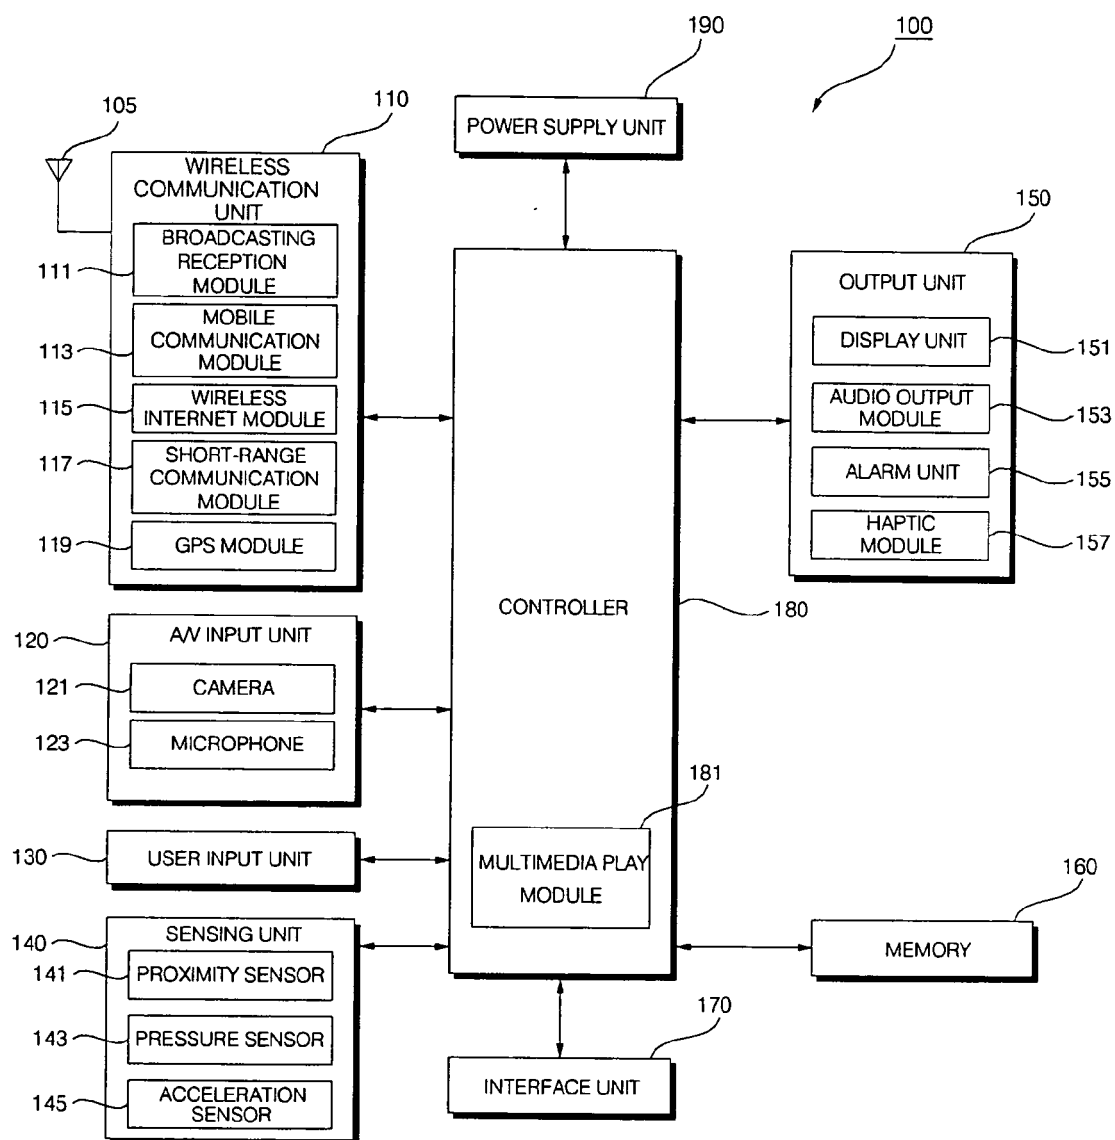 190
100
105
110
POWER SUPPLY UNIT
WIRELESS
COMMUNICATION
UNIT
BROADCASTING
RECEPTION
MODULE
111
MOBILE
COMMUNICATION
MODULE
113
WIRELESS
INTERNET MODULE
115
SHORT-RANGE
COMMUNICATION
MODULE
117
GPS MODULE
119
150
OUTPUT UNIT
DISPLAY UNIT
151
AUDIO OUTPUT
MODULE
153
ALARM UNIT
155
HAPTIC
MODULE
157
CONTROLLER
180
120
A/V INPUT UNIT
121
CAMERA
123
MICROPHONE
181
MULTIMEDIA PLAY
MODULE
130
USER INPUT UNIT
160
MEMORY
140
SENSING UNIT
141
PROXIMITY SENSOR
143
PRESSURE SENSOR
145
ACCELERATION
SENSOR
170
INTERFACE UNIT